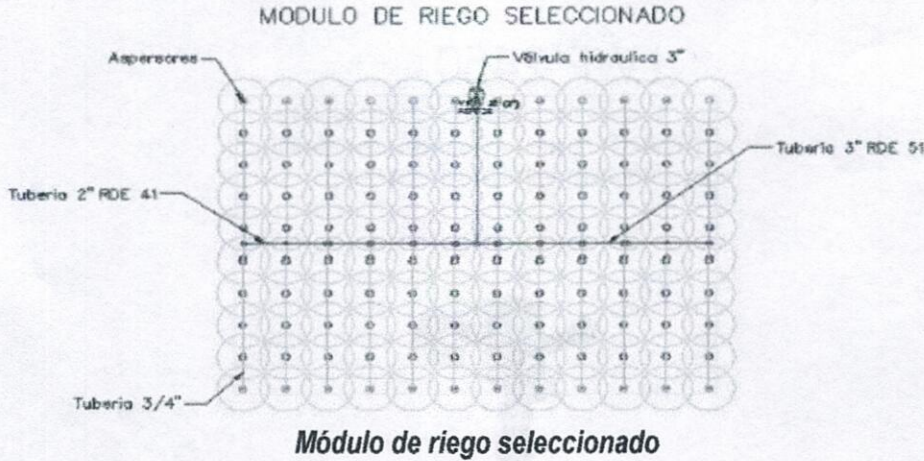 MODULO DE RIEGO SELECCIONADO
Aspersores
Válvula hidraulica 3"
Tuberia 3" RDE 51
Tuberia 2" RDE 41
Tuberia 3/4"
Módulo de riego seleccionado